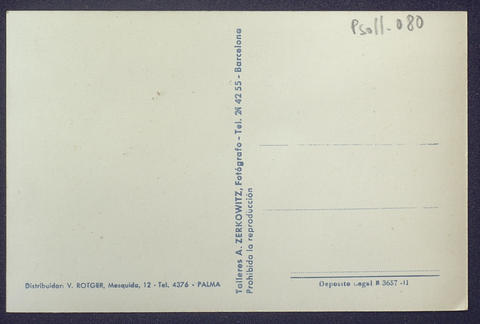 Psoll-080
Talleres A. ZERKOWITZ, Fotógrafo - Tel. 24 42 55 - Barcelona
Prohibida la reproducción
Distribuidor: V. ROTGER, Mesquida, 12 - Tel. 4376 - PALMA
Deposito Legal B 3657 -